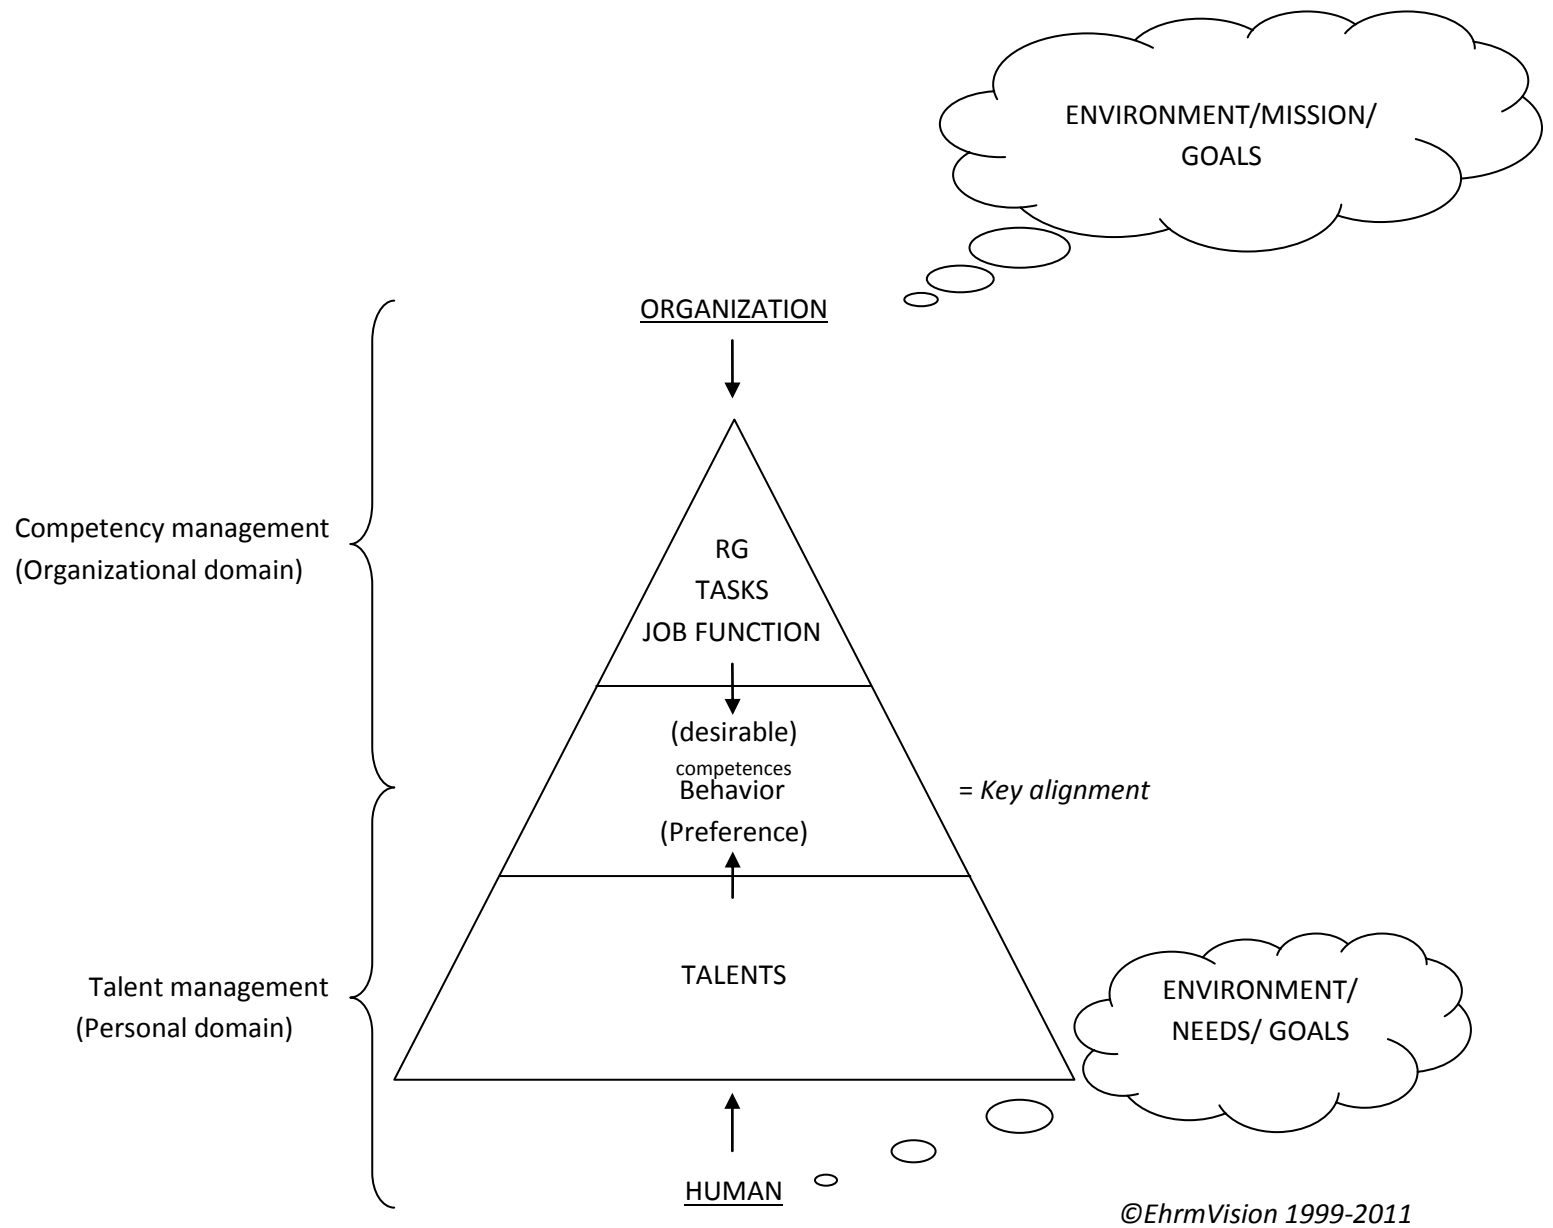 ENVIRONMENT/MISSION/
GOALS
ORGANIZATION
Competency management
(Organizational domain)
RG
TASKS
JOB FUNCTION
(desirable)
competences
Behavior
(Preference)
= Key alignment
TALENTS
Talent management
(Personal domain)
ENVIRONMENT/
NEEDS/ GOALS
HUMAN
©EhrmVision 1999-2011